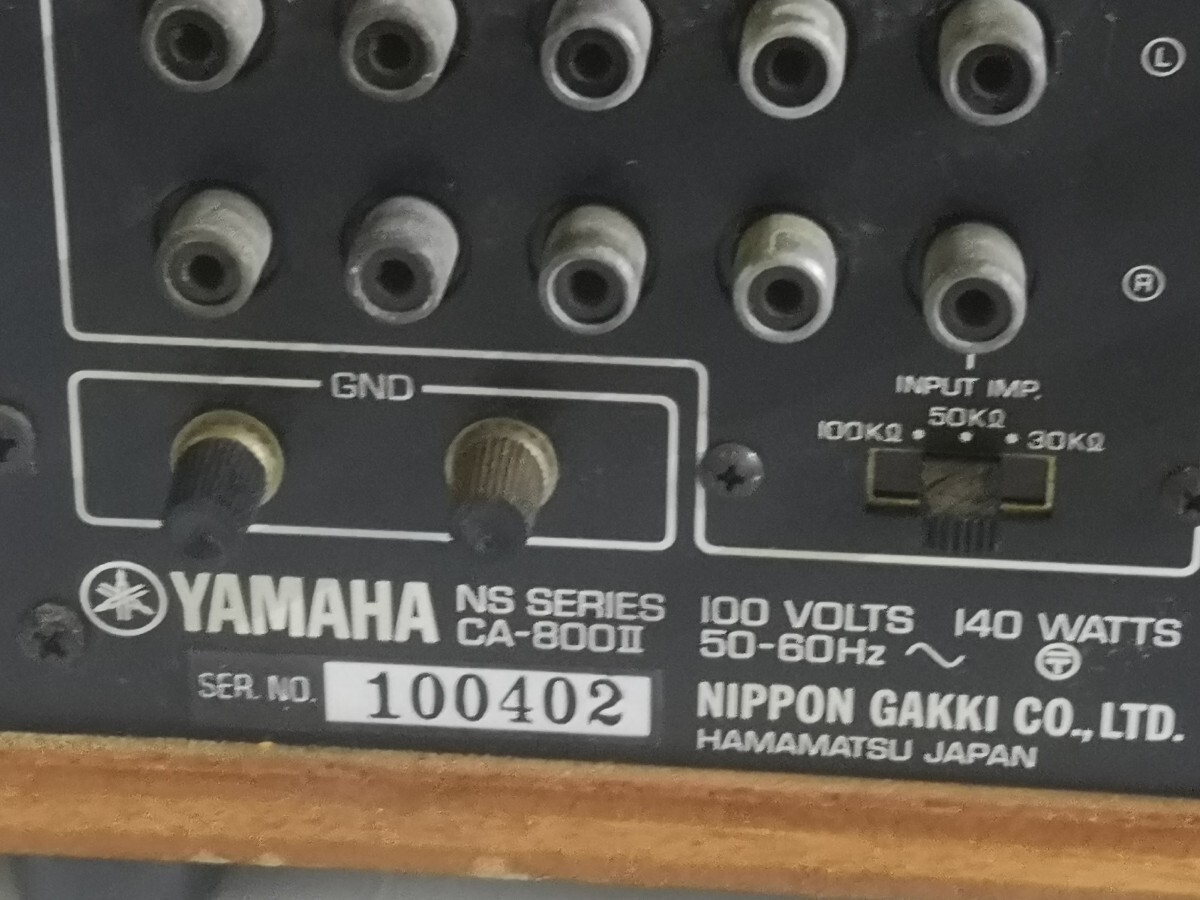 L
R
INPUT IMP.
50KΩ
100KΩ • • • 30KΩ
GND
YAMAHA
NS SERIES
CA-800II
100 VOLTS 140 WATTS
50-60Hz ~ T
SER. NO. 100402
NIPPON GAKKI CO., LTD.
HAMAMATSU JAPAN